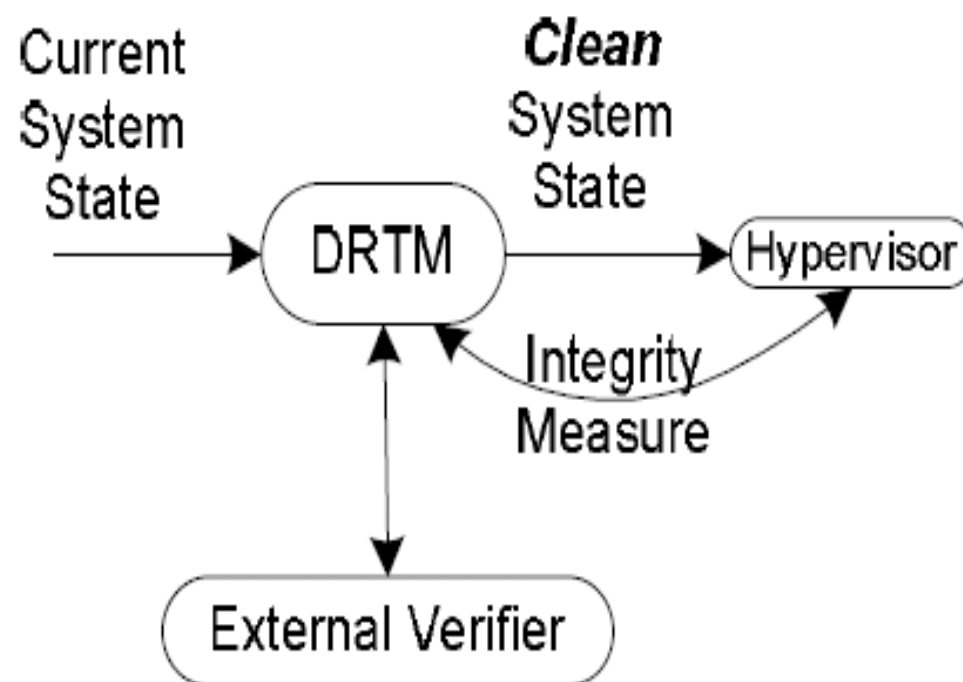 Current
System
State
Clean
System
State
DRTM
Hypervisor
Integrity
Measure
External Verifier